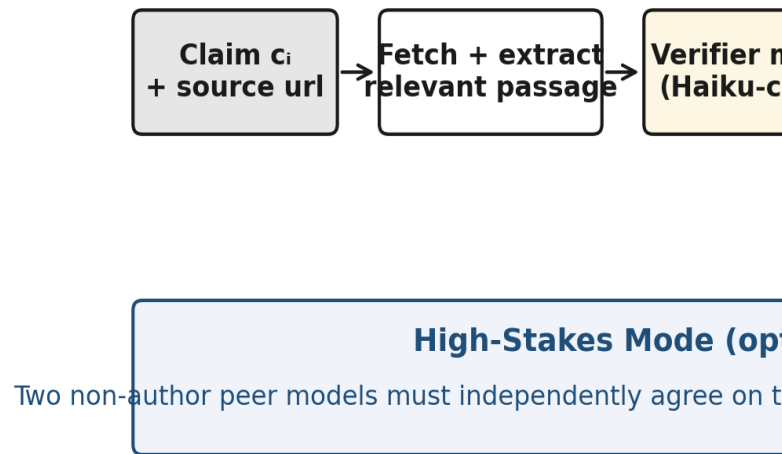 Claim cᵢ
+ source url
Fetch + extract
relevant passage
Verifier
(Haiku-c
High-Stakes Mode (opt
Two non-author peer models must independently agree on t